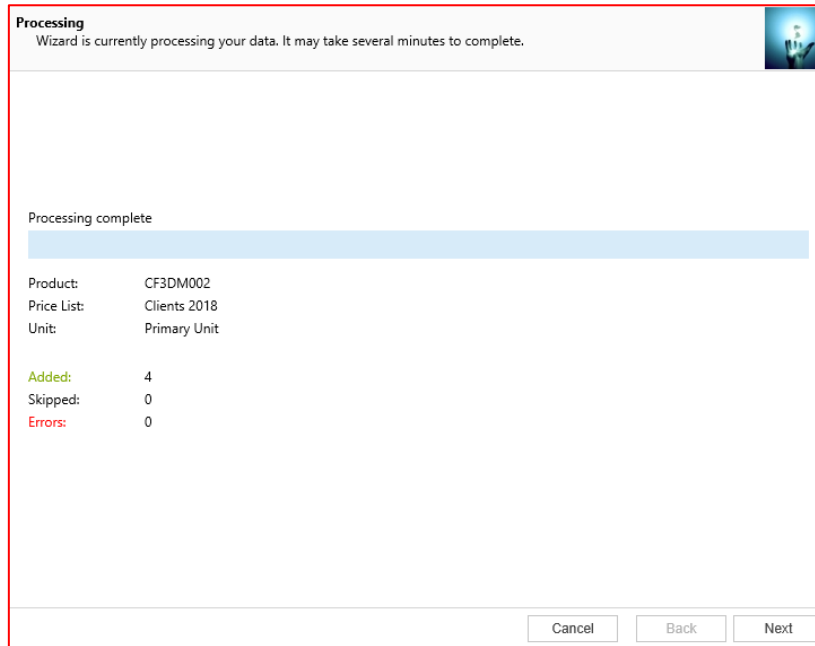 Processing
Wizard is currently processing your data. It may take several minutes to complete.
Processing complete
Product: CF3DM002
Price List: Clients 2018
Unit: Primary Unit
Added: 4
Skipped: 0
Errors: 0
Cancel Back Next